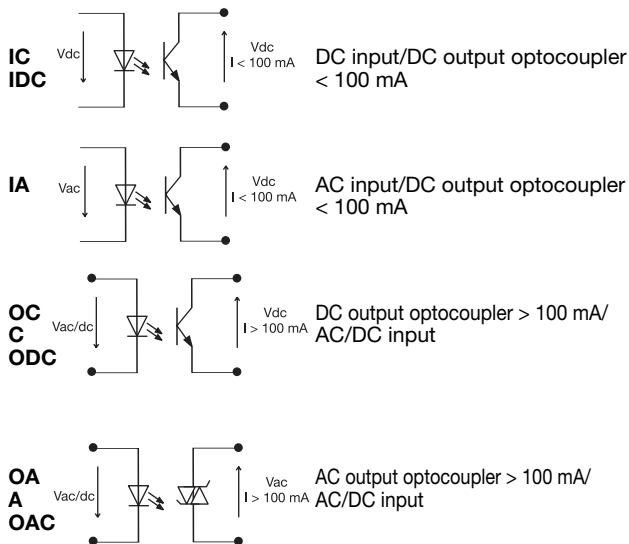 IC
IDC
Vdc
Vdc
I < 100 mA
DC input/DC output optocoupler
< 100 mA
IA
Vac
Vdc
I < 100 mA
AC input/DC output optocoupler
< 100 mA
OC
C
ODC
Vac/dc
Vdc
I > 100 mA
DC output optocoupler > 100 mA/
AC/DC input
OA
A
OAC
Vac/dc
Vac
I > 100 mA
AC output optocoupler > 100 mA/
AC/DC input